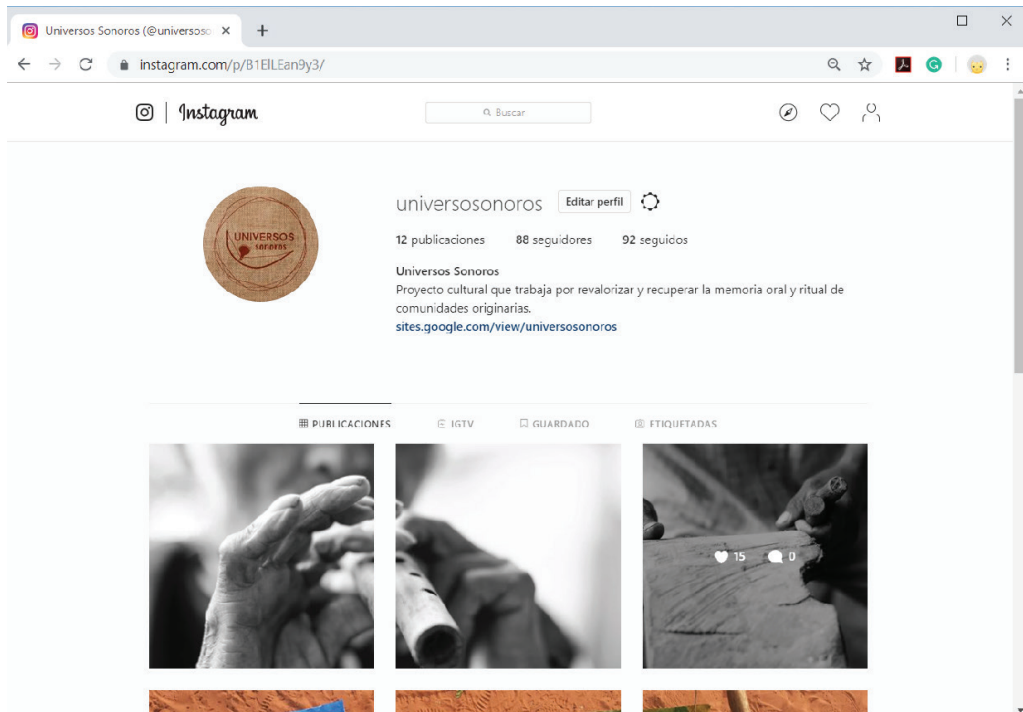 Universos Sonoros (@universoso
instagram.com/p/B1ElLEan9y3/
Instagram
Buscar
UNIVERSOS
sonoros
universosonoros Editar perfil
12 publicaciones 88 seguidores 92 seguidos
Universos Sonoros
Proyecto cultural que trabaja por revalorizar y recuperar la memoria oral y ritual de
comunidades originarias.
sites.google.com/view/universosonoros
PUBLICACIONES IGTV GUARDADO ETIQUETADAS
15 0